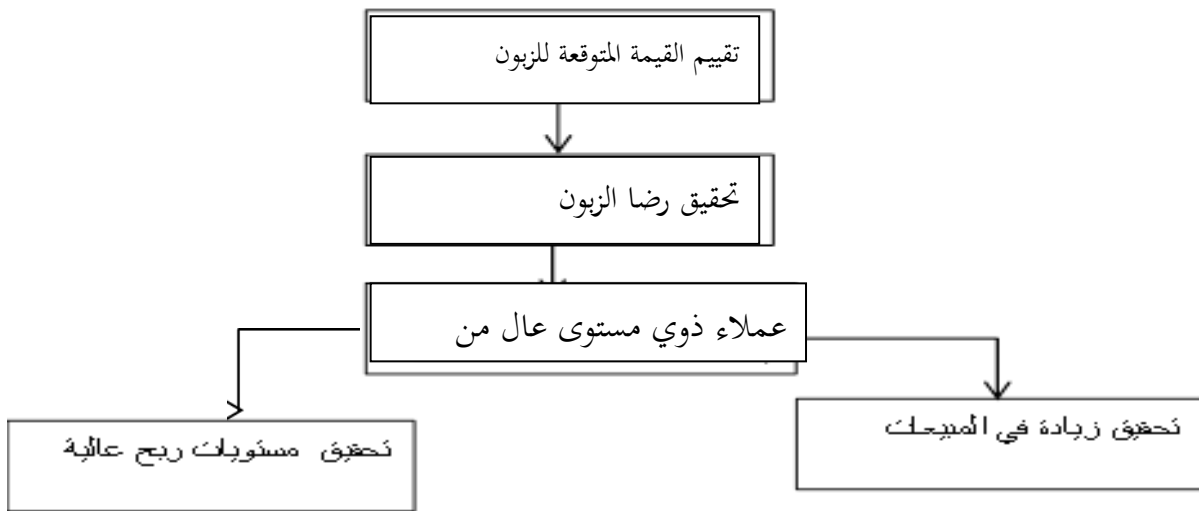 تقييم القيمة المتوقعة للزبون
تحقيق رضا الزبون
عملاء ذوي مستوى عال من
تحقيق زيادة في المبيعات
تحقيق مستويات ربح عالية